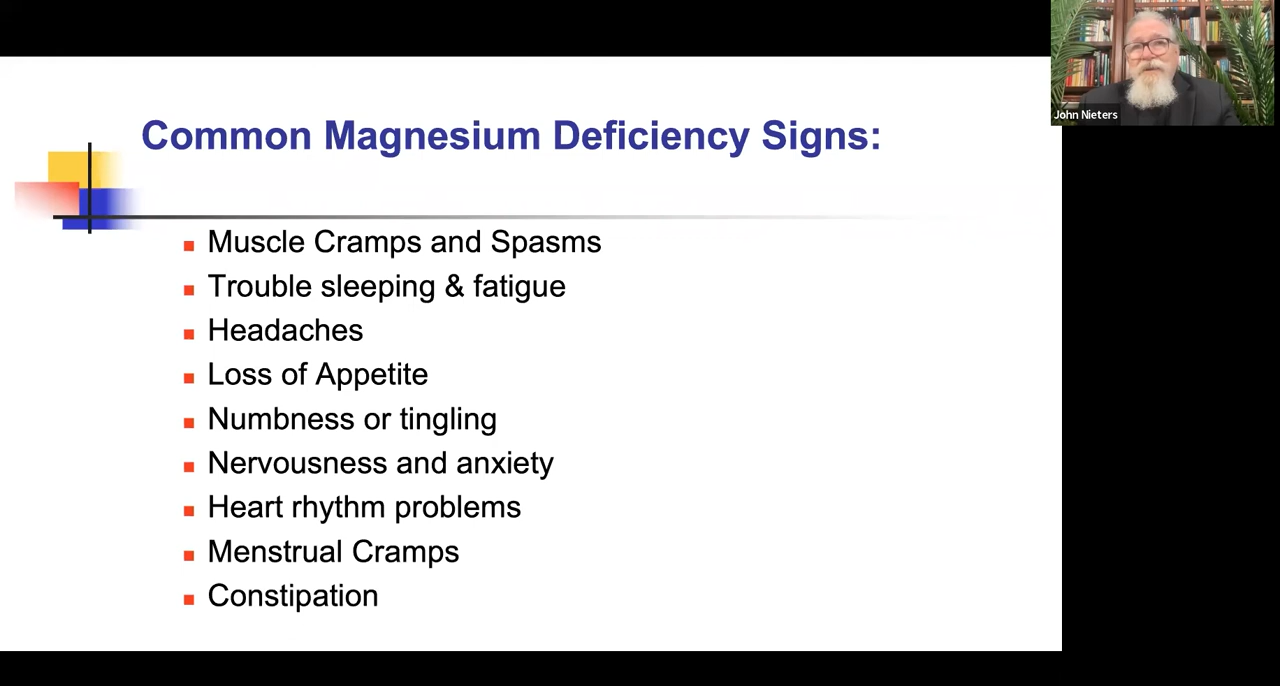 Common Magnesium Deficiency Signs:
Muscle Cramps and Spasms
Trouble sleeping & fatigue
Headaches
Loss of Appetite
Numbness or tingling
Nervousness and anxiety
Heart rhythm problems
Menstrual Cramps
Constipation
John Nieters